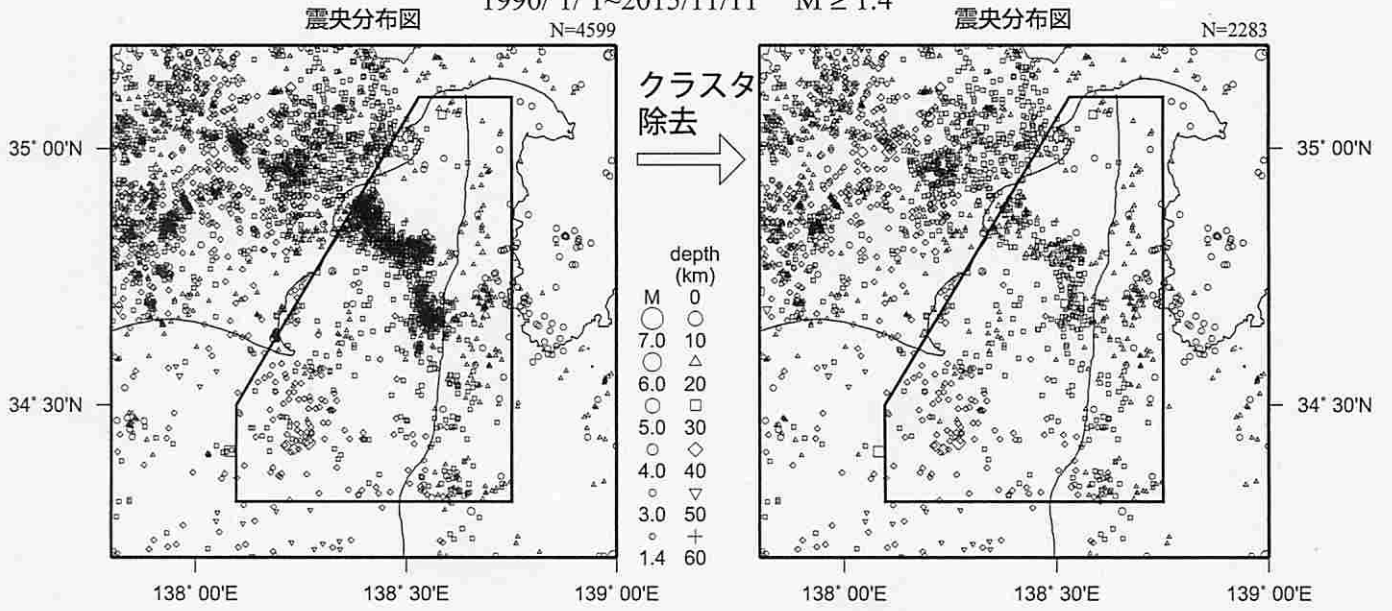 1990/ 1/ 1~2015/11/11 M ≥ 1.4
震央分布図
N=4599
震央分布図
N=2283
クラスタ
除去
35° 00'N
34° 30'N
138° 00'E
138° 30'E
139° 00'E
depth
(km)
M 0
7.0 10
6.0 20
5.0 30
4.0 40
3.0 50
1.4 60
35° 00'N
34° 30'N
138° 00'E
138° 30'E
139° 00'E